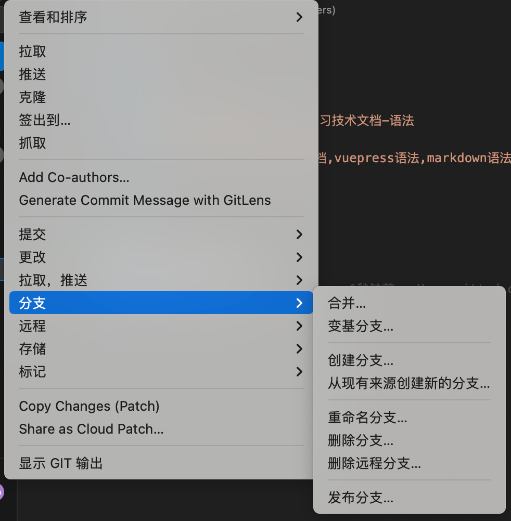 查看和排序
ers)
拉取
推送
克隆
签出到...
抓取
习技术文档-语法
档,vuepress语法,markdown语法
Add Co-authors...
Generate Commit Message with GitLens
提交
更改
拉取，推送
分支
远程
存储
标记
Copy Changes (Patch)
Share as Cloud Patch...
显示 GIT 输出
合并...
变基分支...
创建分支...
从现有来源创建新的分支...
重命名分支...
删除分支...
删除远程分支...
发布分支...